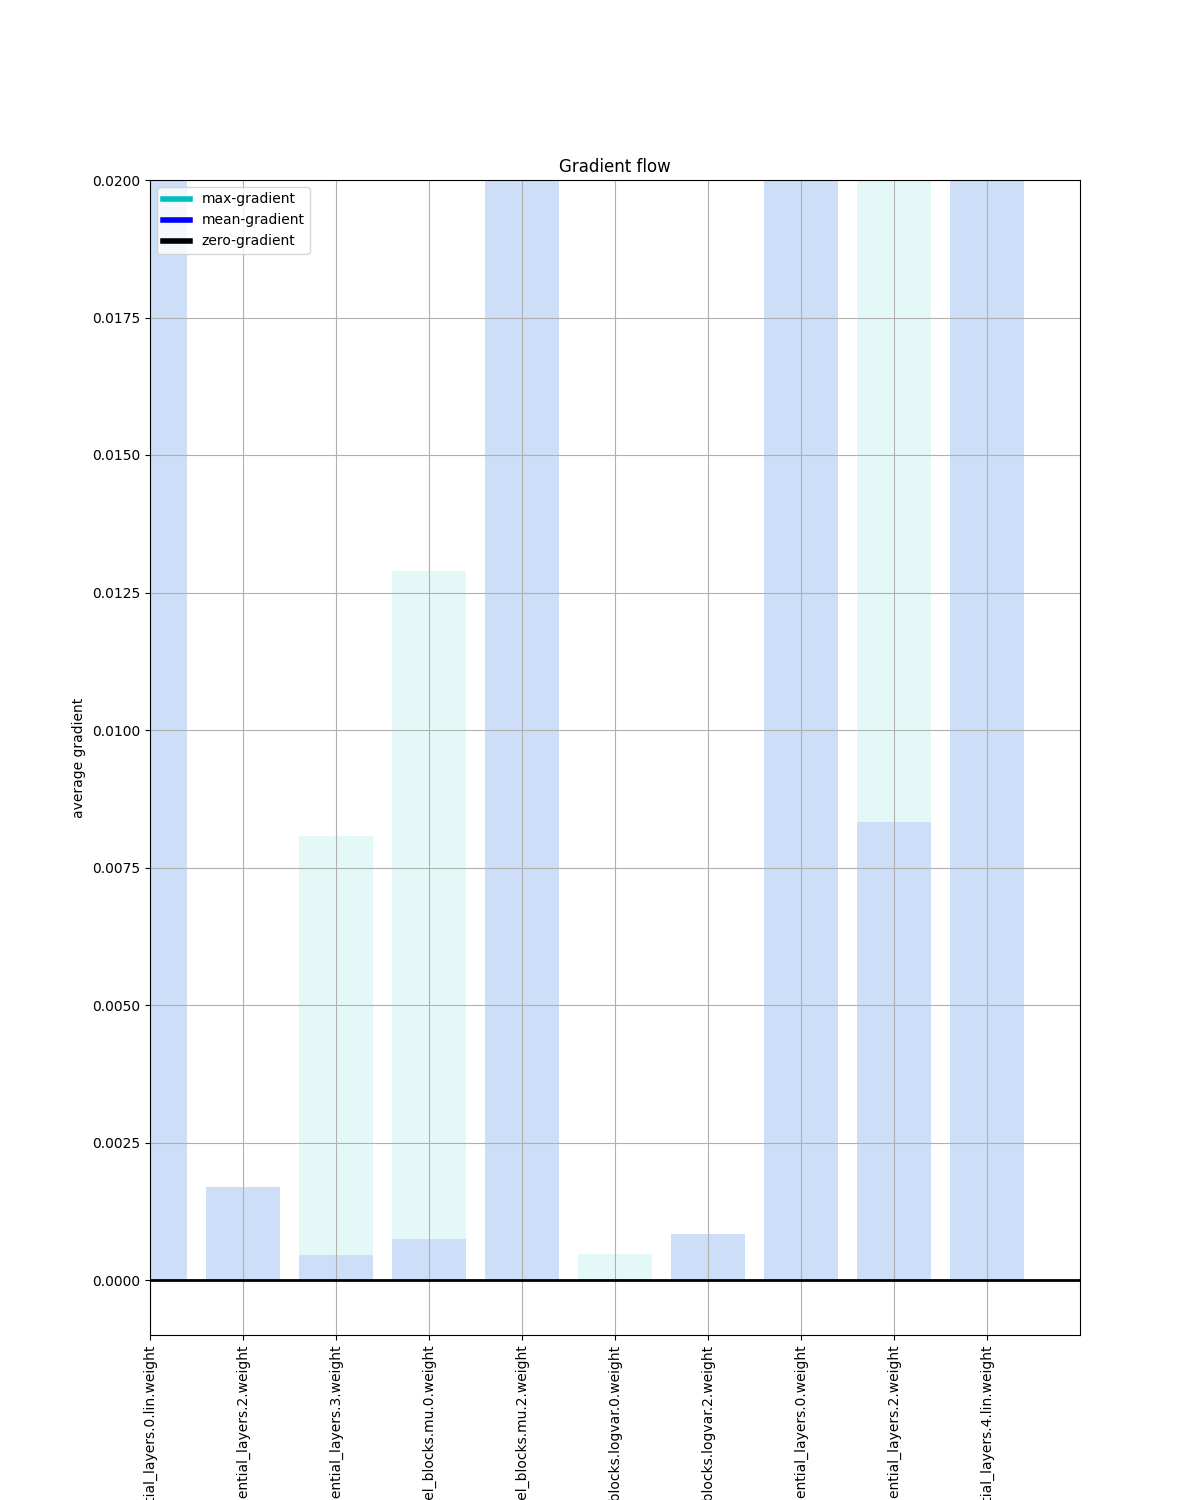 Gradient flow
max-gradient
mean-gradient
zero-gradient
0.0200
0.0175
0.0150
0.0125
0.0100
0.0075
0.0050
0.0025
0.0000
average gradient
tial_layers.0.lin.weight
ential_layers.2.weight
ential_layers.3.weight
el_blocks.mu.0.weight
el_blocks.mu.2.weight
blocks.logvar.0.weight
blocks.logvar.2.weight
ential_layers.0.weight
ential_layers.2.weight
tial_layers.4.lin.weight